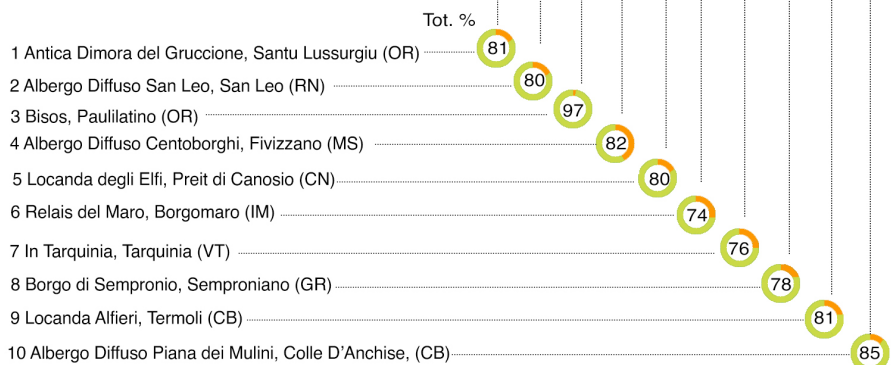 Tot. %
1 Antica Dimora del Gruccione, Santu Lussurgiu (OR) 81
2 Albergo Diffuso San Leo, San Leo (RN) 80
3 Bisos, Paulilatino (OR) 97
4 Albergo Diffuso Centoborghi, Fivizzano (MS) 82
5 Locanda degli Elfi, Preit di Canosio (CN) 80
6 Relais del Maro, Borgomaro (IM) 74
7 In Tarquinia, Tarquinia (VT) 76
8 Borgo di Sempronio, Semproniano (GR) 78
9 Locanda Alfieri, Termoli (CB) 81
10 Albergo Diffuso Piana dei Mulini, Colle D'Anchise, (CB) 85